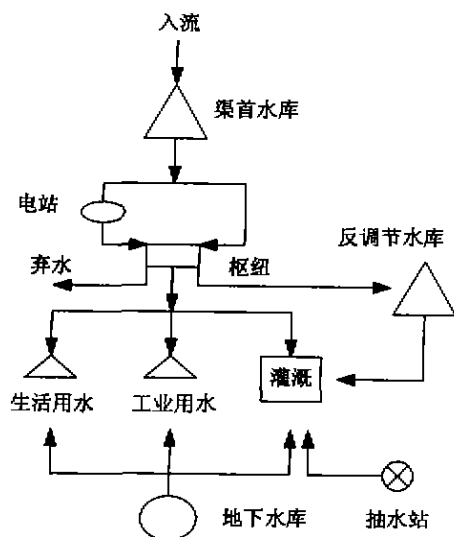 入流
渠首水库
电站
反调节水库
弃水
枢纽
灌溉
生活用水
工业用水
地下水库
抽水站